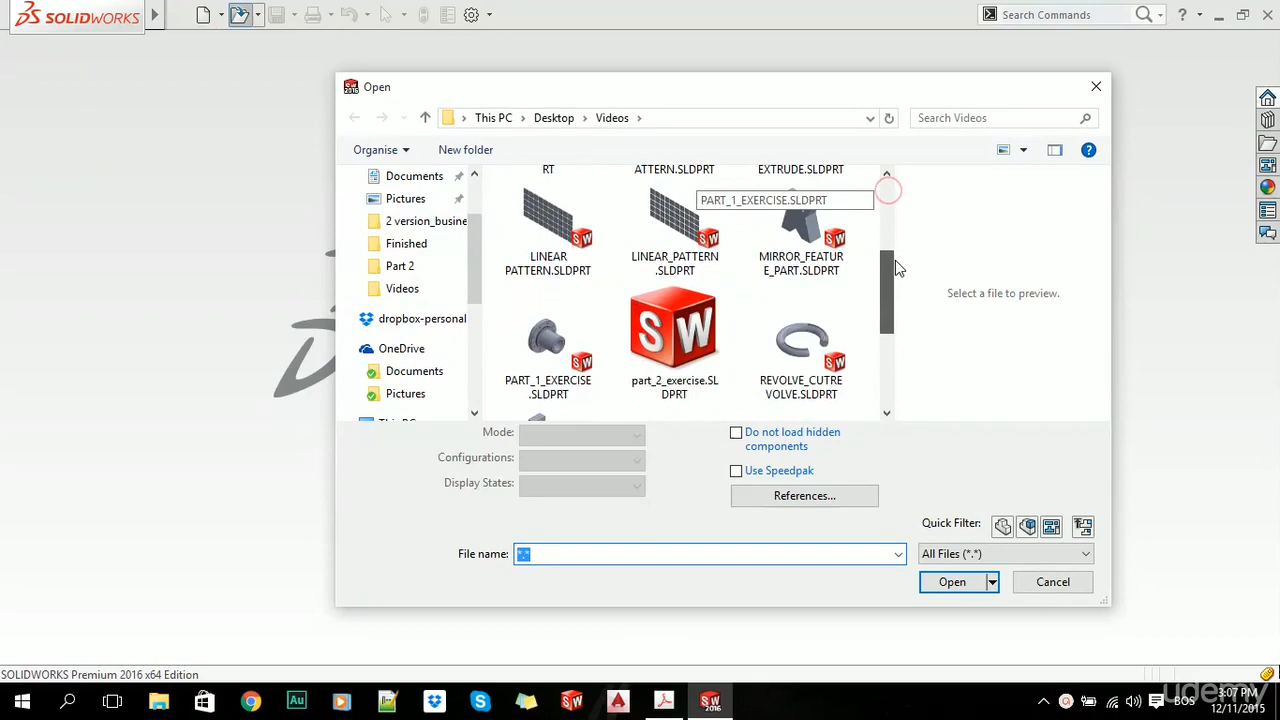 SOLIDWORKS
Search Commands
Open
This PC
Desktop
Videos
Search Videos
Organise
New folder
Documents
Pictures
2 version_busine
Finished
Part 2
Videos
dropbox-personal
OneDrive
Documents
Pictures
RT
ATTERN.SLDPRT
EXTRUDE.SLDPRT
PART_1_EXERCISE.SLDPRT
LINEAR
PATTERN.SLDPRT
LINEAR_PATTERN
.SLDPRT
MIRROR_FEATUR
E_PART.SLDPRT
PART_1_EXERCISE
.SLDPRT
part_2_exercise.SL
DPRT
REVOLVE_CUTRE
VOLVE.SLDPRT
Select a file to preview.
Mode:
Configurations:
Display States:
Do not load hidden
components
Use Speedpak
References...
Quick Filter:
File name:
*.*
All Files (*.*)
Open
Cancel
SOLIDWORKS Premium 2016 x64 Edition
BOS
3:07 PM
12/11/2015
udemy